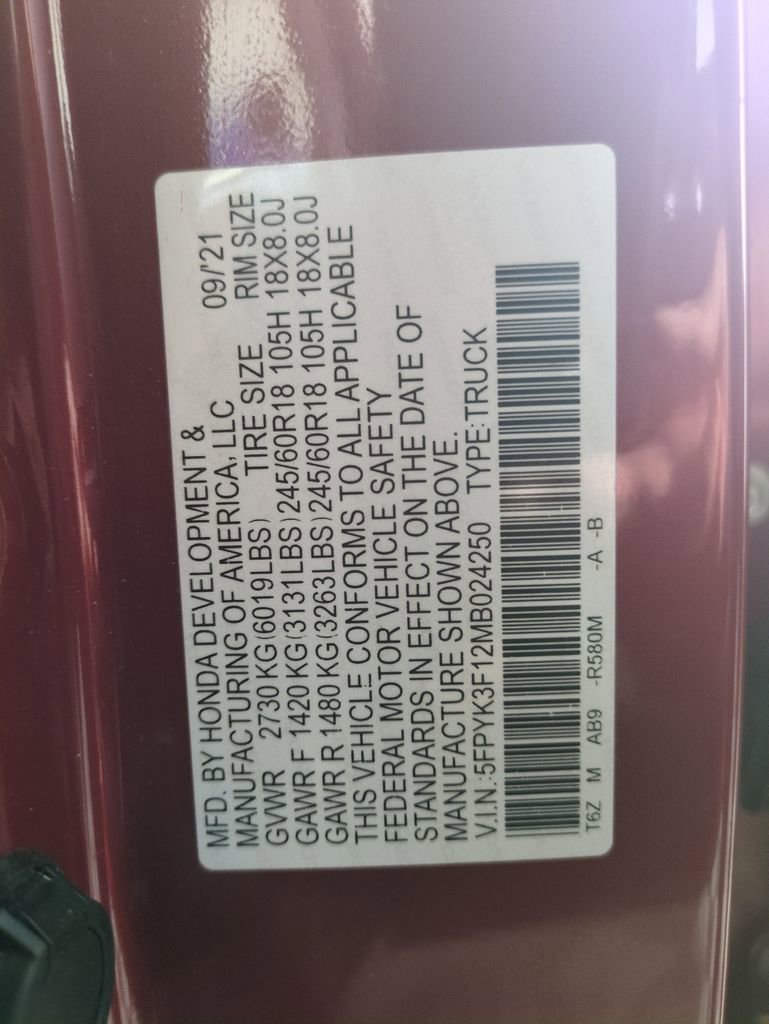 MFD. BY HONDA DEVELOPMENT & 09/'21
MANUFACTURING OF AMERICA, LLC
GVWR 2730 KG(6019LBS) TIRE SIZE RIM SIZE
GAWR F 1420 KG(3131LBS)245/60R18 105H 18X8.0J
GAWR R 1480 KG(3263LBS)245/60R18 105H 18X8.0J
THIS VEHICLE CONFORMS TO ALL APPLICABLE
FEDERAL MOTOR VEHICLE SAFETY
STANDARDS IN EFFECT ON THE DATE OF
MANUFACTURE SHOWN ABOVE.
V.I.N.:5FPYK3F12MB024250 TYPE:TRUCK
T6Z M AB9 -R580M -A -B